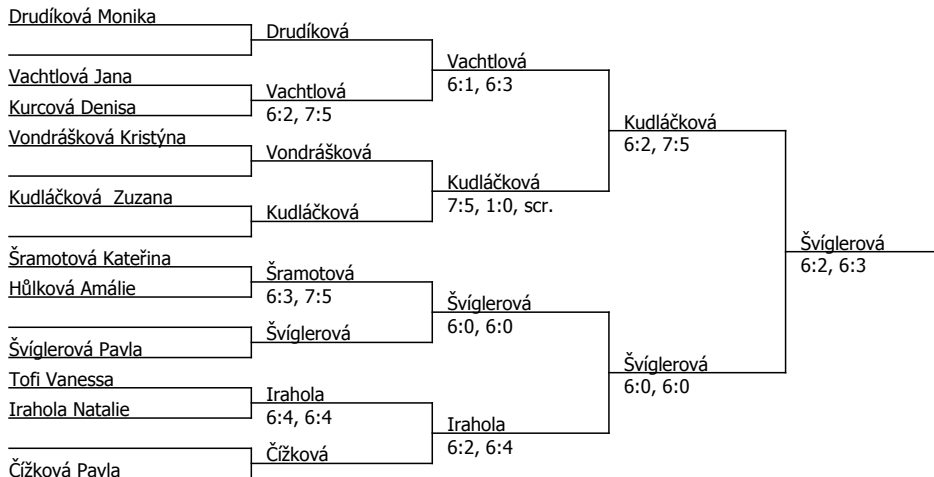 Drudíková Monika
Drudíková
Vachtlová
6:1, 6:3
Vachtlová Jana
Vachtlová
6:2, 7:5
Kurcová Denisa
Kudláčková
6:2, 7:5
Vondrášková Kristýna
Vondrášková
Kudláčková
7:5, 1:0, scr.
Kudláčková  Zuzana
Kudláčková
Švíglerová
6:2, 6:3
Šramotová Kateřina
Šramotová
6:3, 7:5
Hůlková Amálie
Švíglerová
6:0, 6:0
Švíglerová
Švíglerová Pavla
Švíglerová
6:0, 6:0
Tofi Vanessa
Irahola
6:4, 6:4
Irahola Natalie
Irahola
6:2, 6:4
Čížková
Čížková Pavla